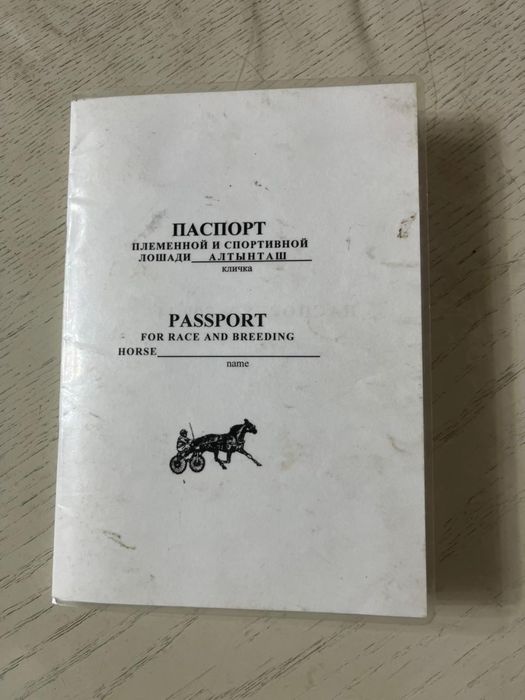 ПАСПОРТ
ПЛЕМЕННОЙ И СПОРТИВНОЙ
ЛОШАДИ АЛТЫНТАШ
кличка
PASSPORT
FOR RACE AND BREEDING
HORSE
name